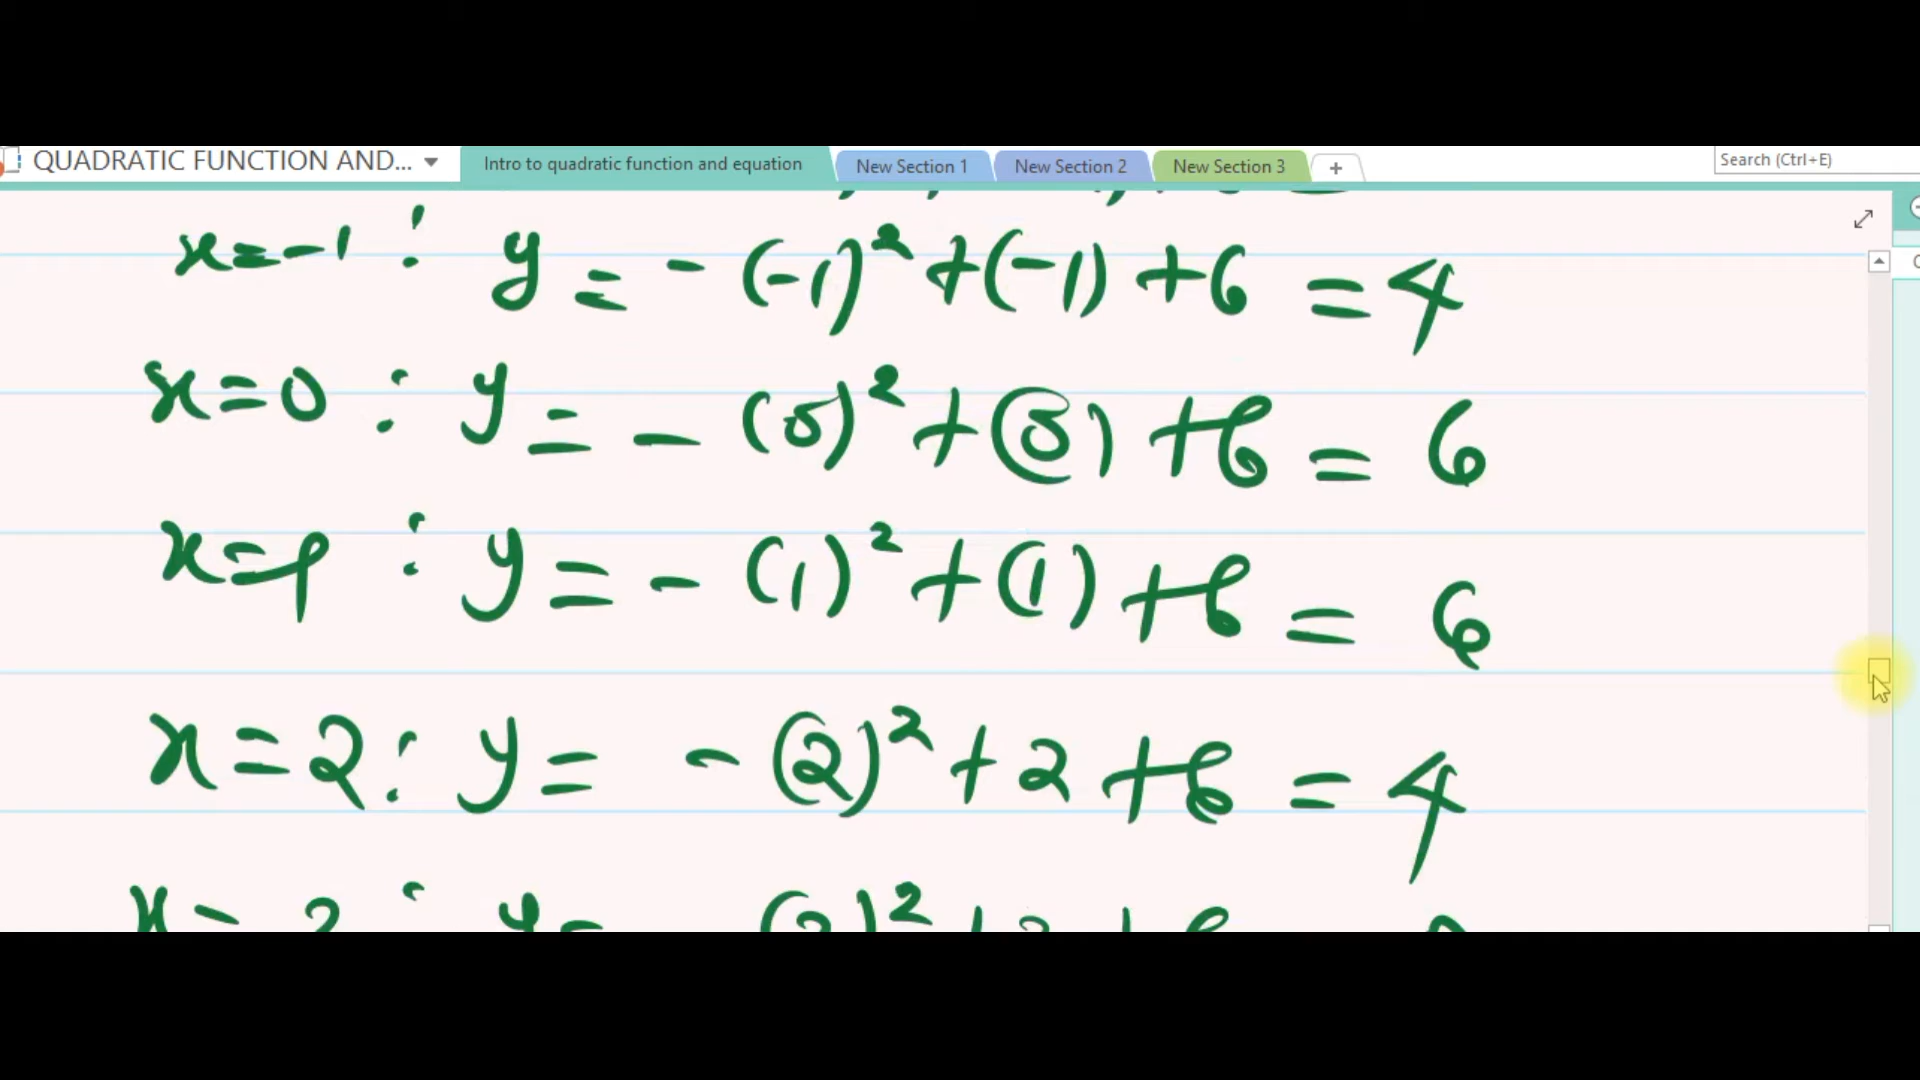 QUADRATIC FUNCTION AND... Intro to quadratic function and equation New Section 1 New Section 2 New Section 3 + Search (Ctrl+E)
x=-1 : y = -(-1)²+(-1)+6 = 4
x=0 : y = -(0)²+(0)+6 = 6
x=1 : y = -(1)²+(1)+6 = 6
x=2 : y = -(2)²+2+6 = 4